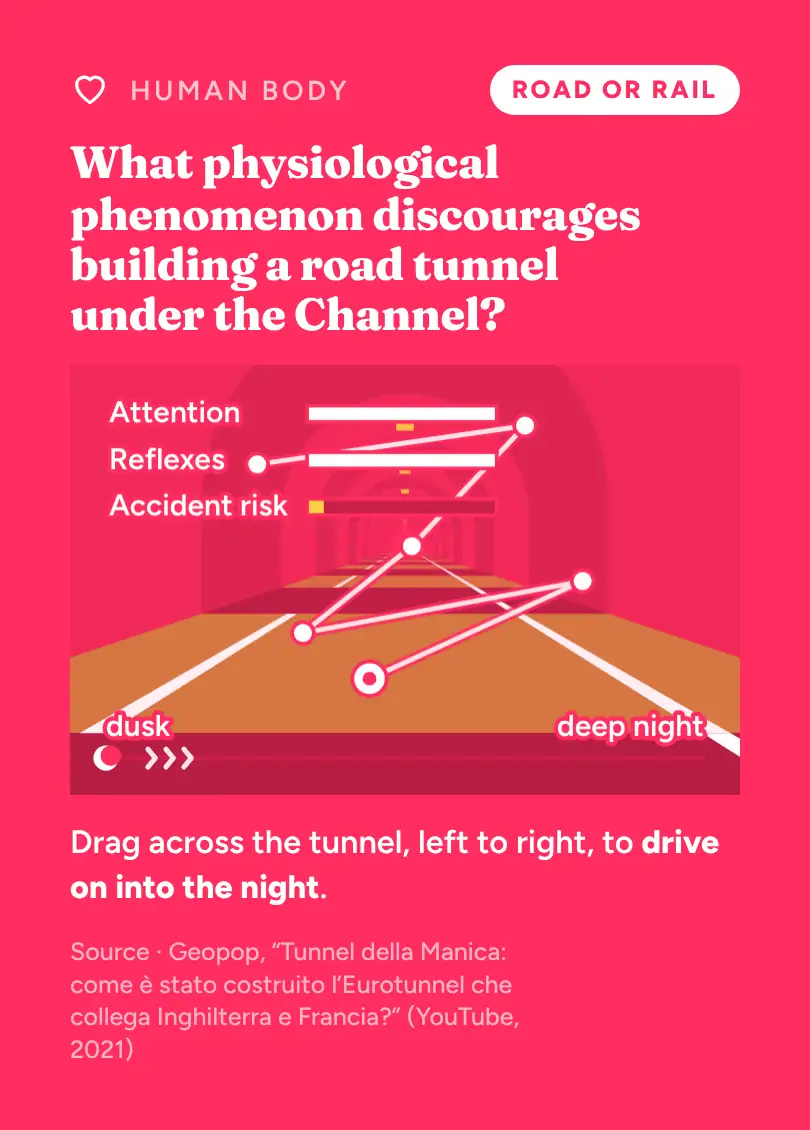 HUMAN BODY
ROAD OR RAIL
What physiological
phenomenon discourages
building a road tunnel
under the Channel?
Attention
Reflexes
Accident risk
dusk
deep night
Drag across the tunnel, left to right, to drive
on into the night.
Source · Geopop, “Tunnel della Manica:
come è stato costruito l’Eurotunnel che
collega Inghilterra e Francia?” (YouTube,
2021)